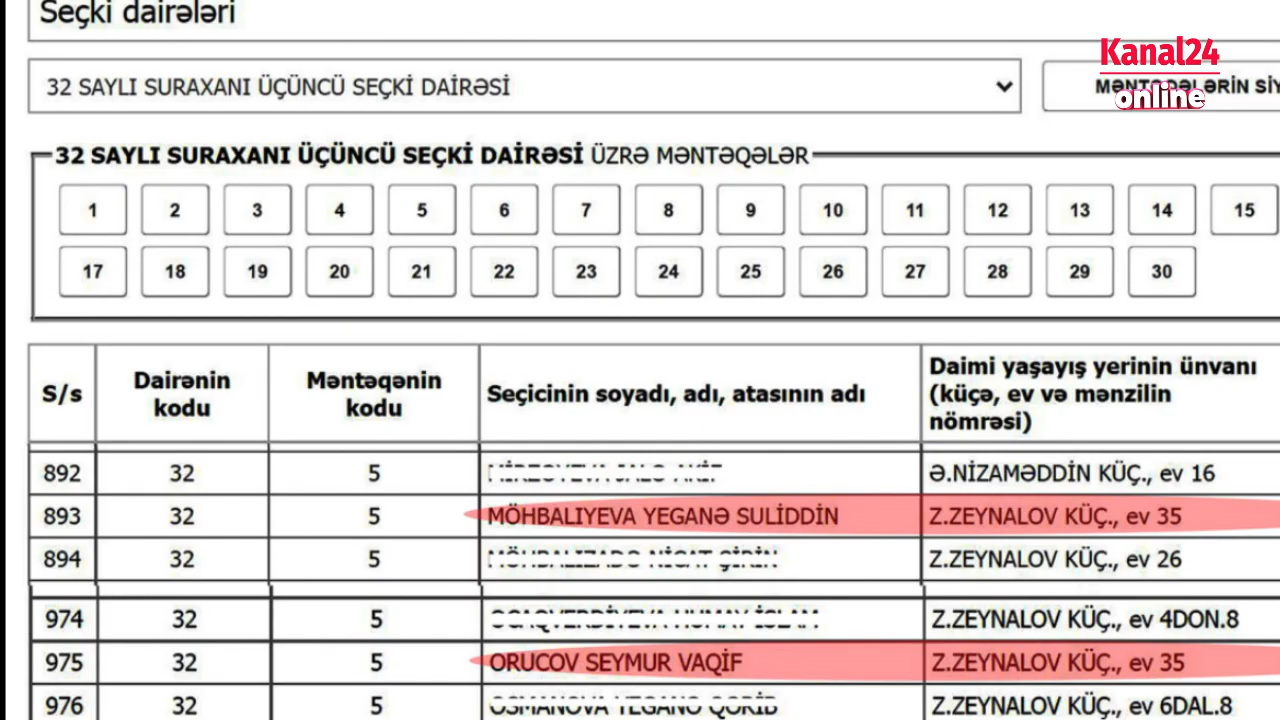 Seçki dairələri
Kanal24
online
32 SAYLI SURAXANI ÜÇÜNCÜ SEÇKİ DAİRƏSİ
32 SAYLI SURAXANI ÜÇÜNCÜ SEÇKİ DAİRƏSİ ÜZRƏ MƏNTƏQƏLƏR
1 2 3 4 5 6 7 8 9 10 11 12 13 14 15
17 18 19 20 21 22 23 24 25 26 27 28 29 30
S/s Dairənin kodu Məntəqənin kodu Seçicinin soyadı, adı, atasının adı Daimi yaşayış yerinin ünvanı (küçə, ev və mənzilin nömrəsi)
892 32 5 Ə.NİZAMƏDDİN KÜÇ., ev 16
893 32 5 MÖHBALIYEVA YEGANƏ SULİDDİN Z.ZEYNALOV KÜÇ., ev 35
894 32 5 Z.ZEYNALOV KÜÇ., ev 26
974 32 5 Z.ZEYNALOV KÜÇ., ev 4DON.8
975 32 5 ORUCOV SEYMUR VAQİF Z.ZEYNALOV KÜÇ., ev 35
976 32 5 Z.ZEYNALOV KÜÇ., ev 6DAL.8